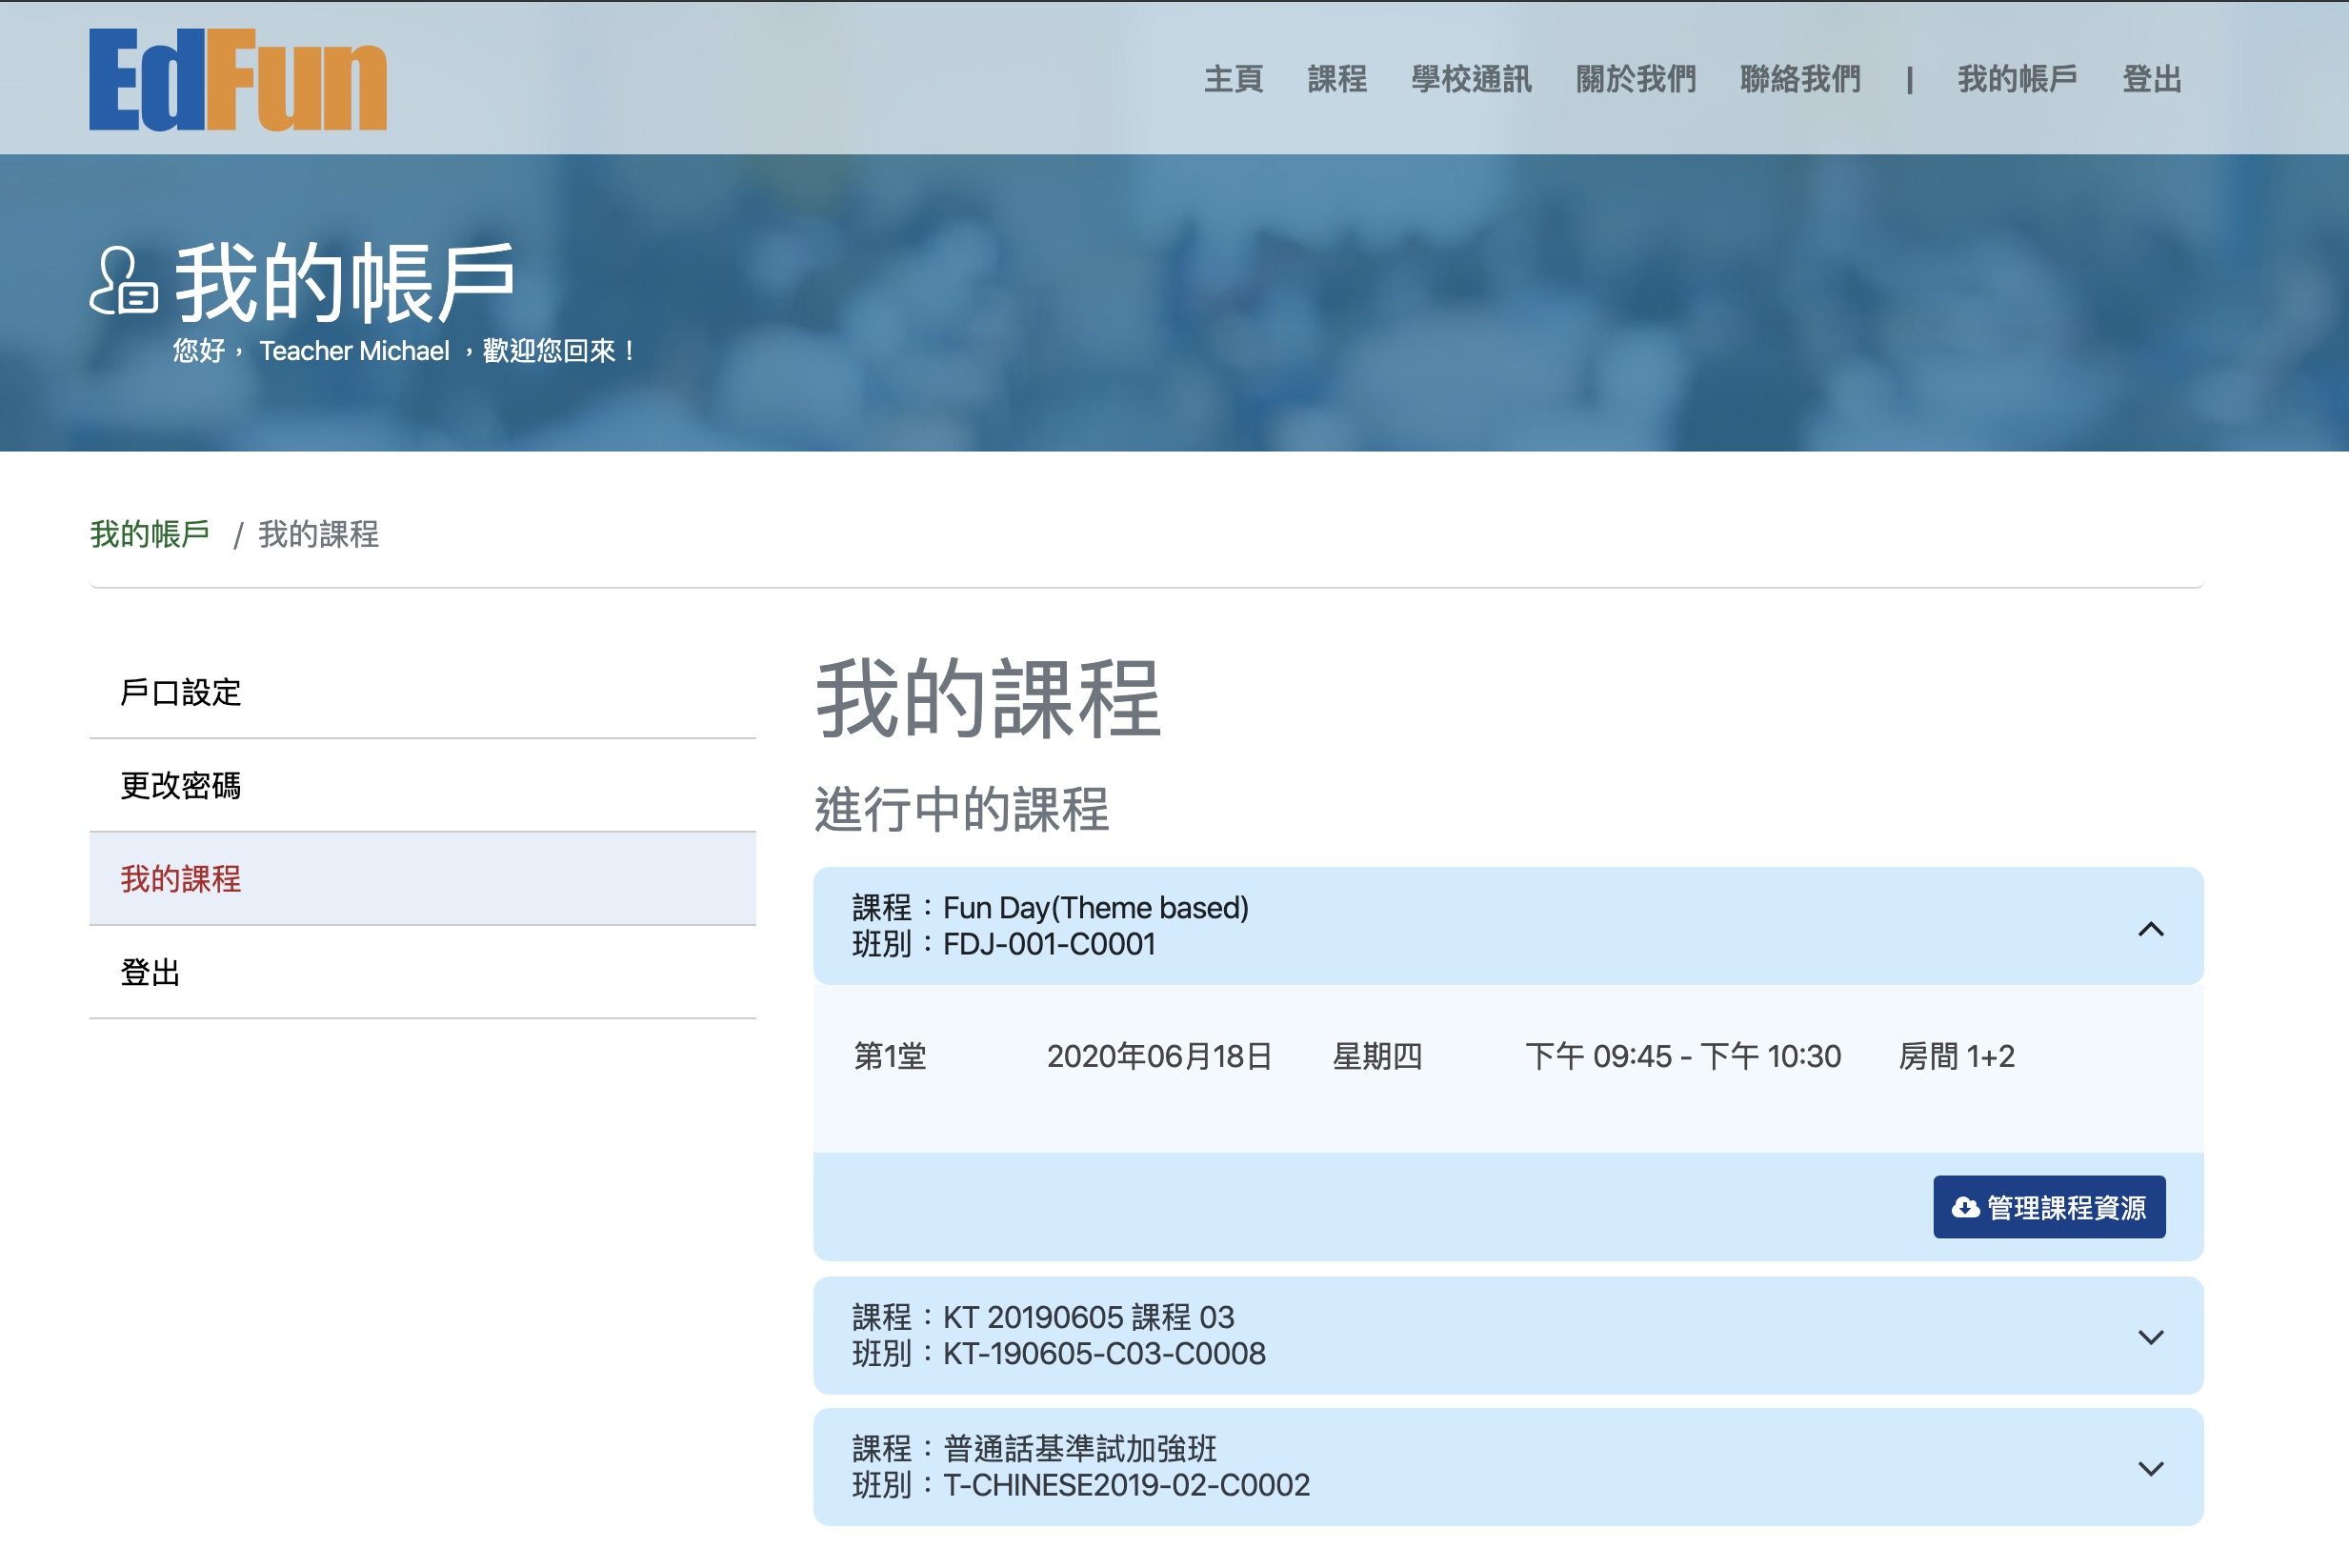 EdFun
主頁 課程 學校通訊 關於我們 聯絡我們 | 我的帳戶 登出
我的帳戶
您好， Teacher Michael ，歡迎您回來！
我的帳戶 / 我的課程
戶口設定
更改密碼
我的課程
登出
我的課程
進行中的課程
課程：Fun Day(Theme based)
班別：FDJ-001-C0001
第1堂 2020年06月18日 星期四 下午 09:45 - 下午 10:30 房間 1+2
管理課程資源
課程：KT 20190605 課程 03
班別：KT-190605-C03-C0008
課程：普通話基準試加強班
班別：T-CHINESE2019-02-C0002